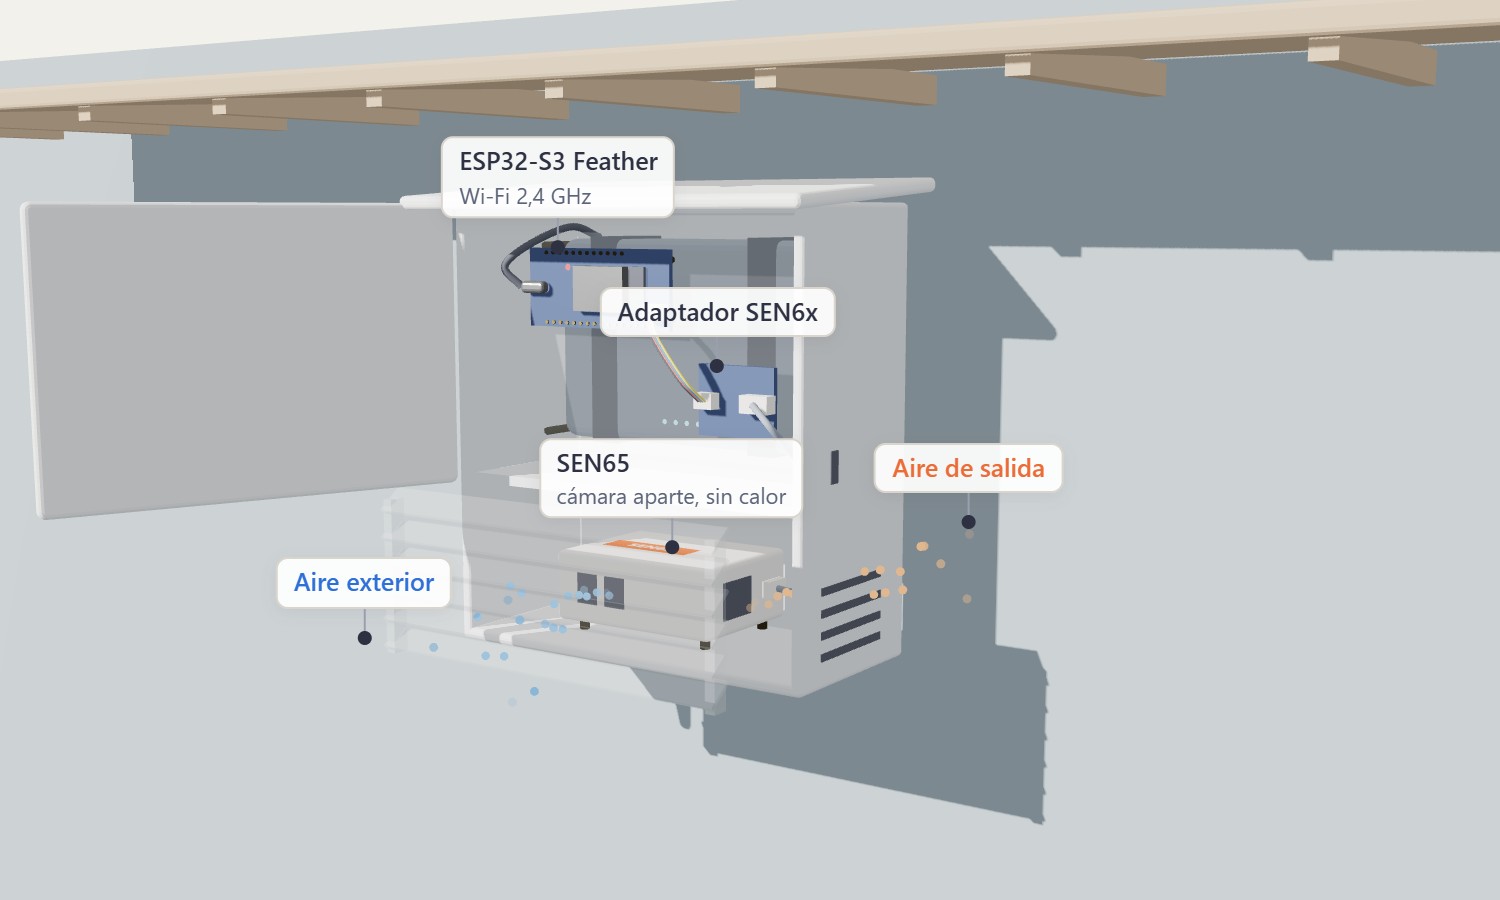 ESP32-S3 Feather
Wi-Fi 2,4 GHz
Adaptador SEN6x
SEN65
cámara aparte, sin calor
Aire de salida
Aire exterior